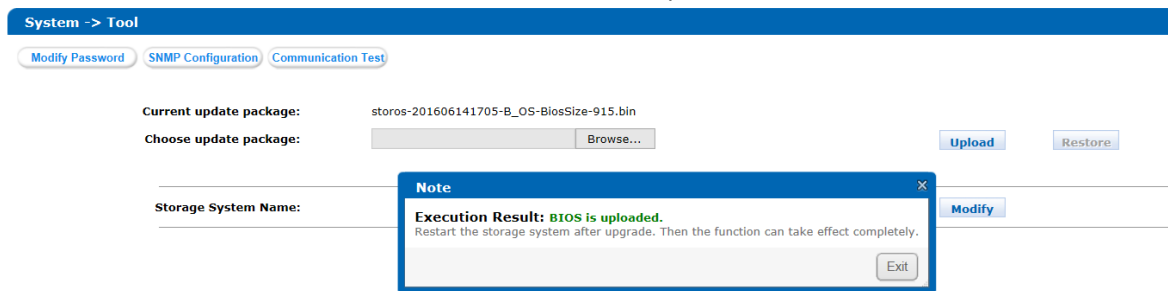 System -> Tool
Modify Password SNMP Configuration Communication Test
Current update package: storos-201606141705-B_OS-BiosSize-915.bin
Choose update package: Browse... Upload Restore
Note
Storage System Name: Modify
Execution Result: BIOS is uploaded.
Restart the storage system after upgrade. Then the function can take effect completely.
Exit